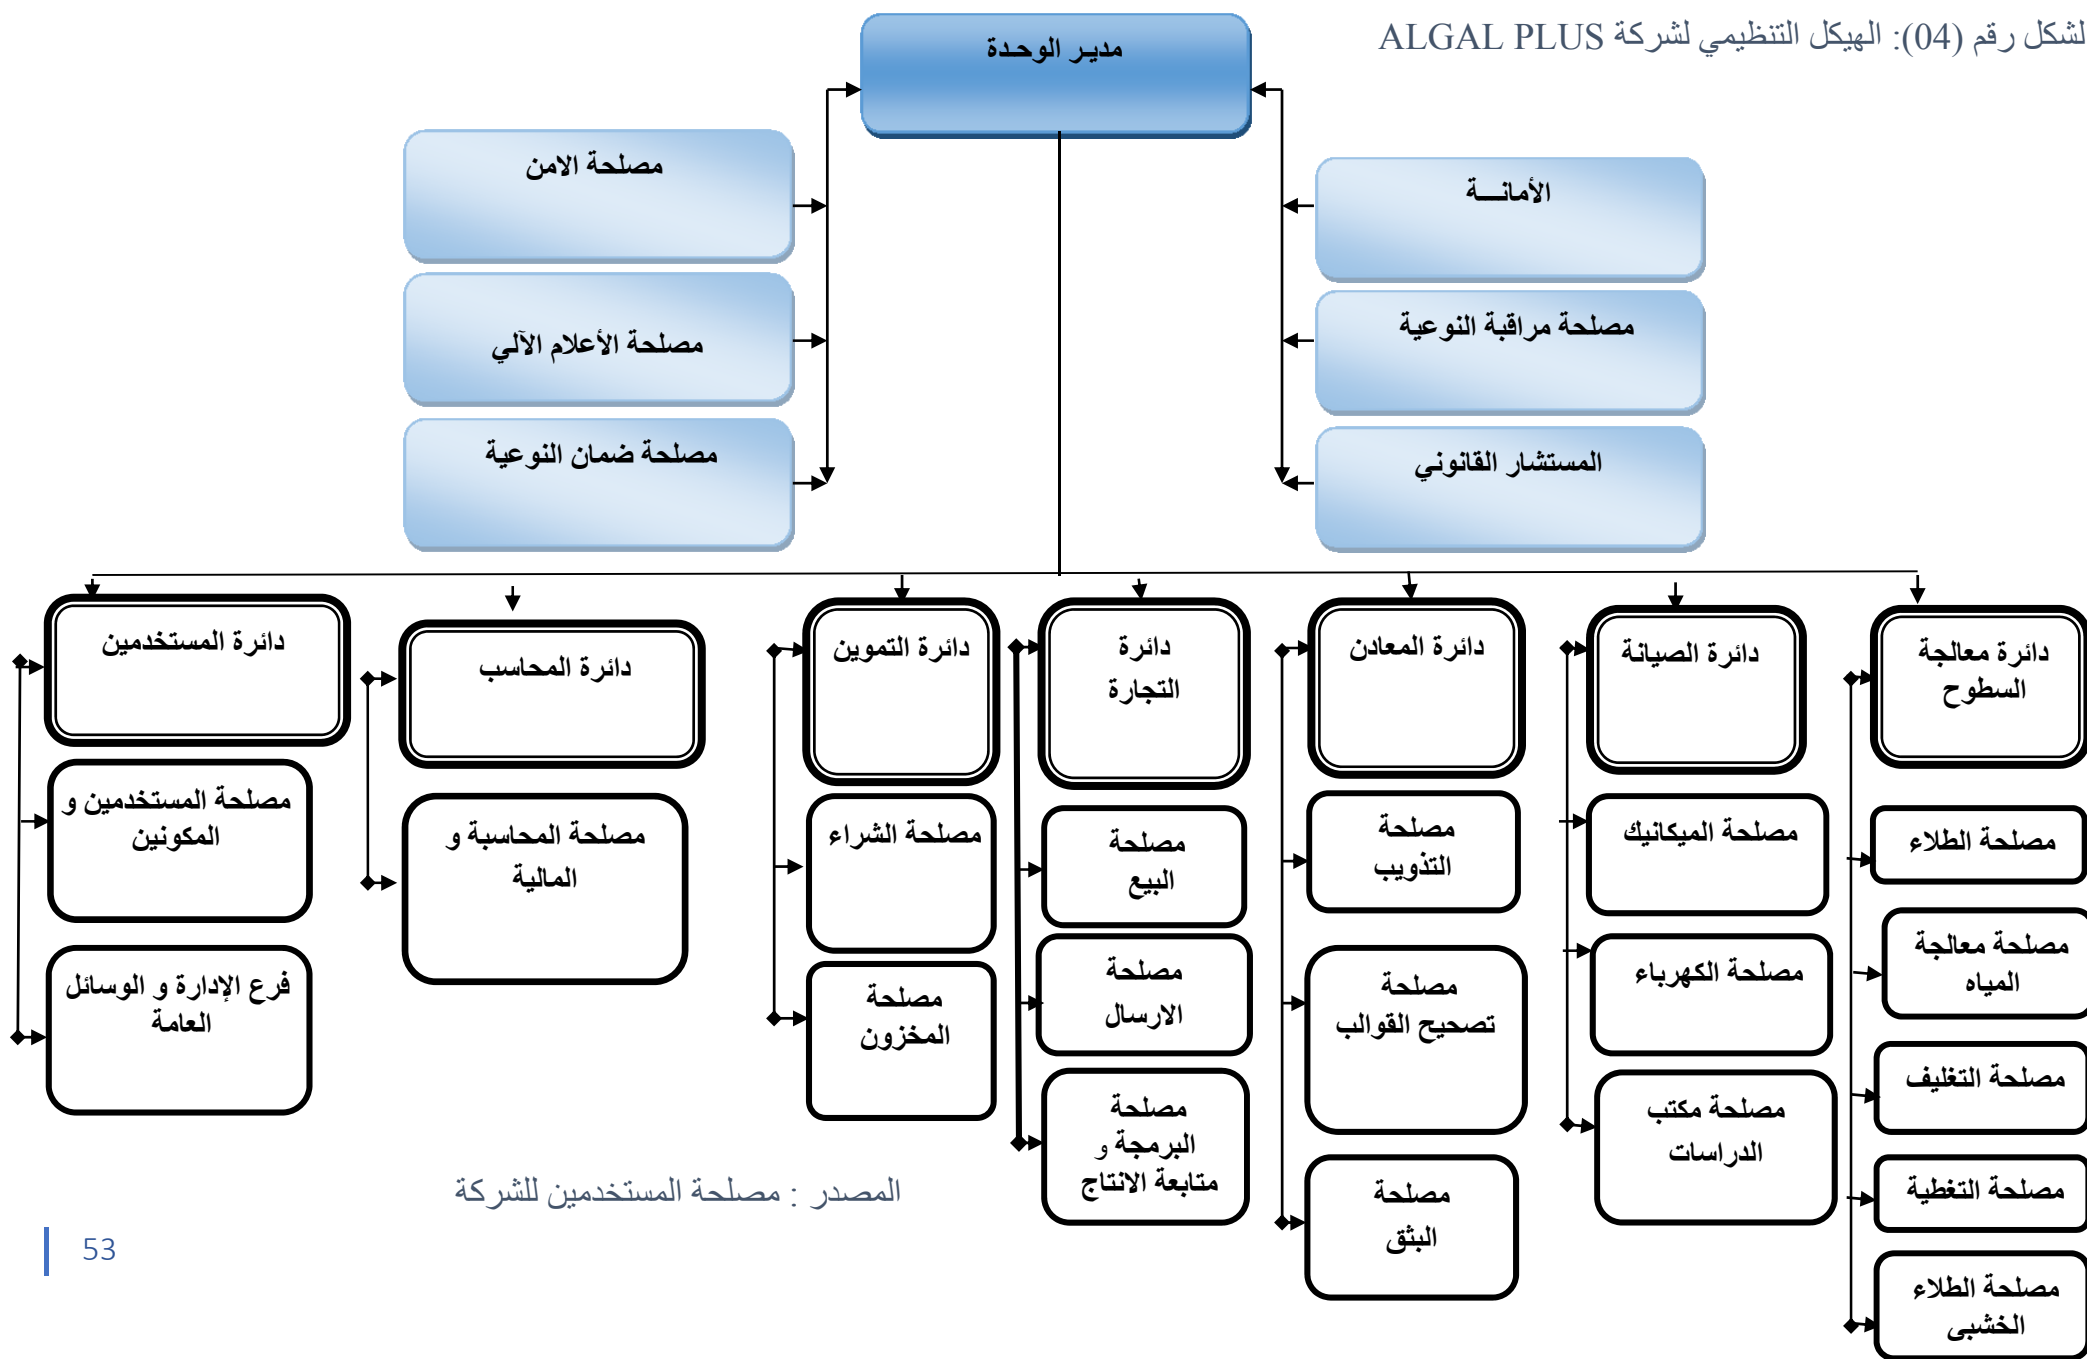 لشكل رقم (04): الهيكل التنظيمي لشركة ALGAL PLUS
مديـر الوحـدة
الأمانـــة
مصلحة مراقبة النوعية
المستشار القانوني
مصلحة الامن
مصلحة الأعلام الآلي
مصلحة ضمان النوعية
دائرة معالجة
السطوح
مصلحة الطلاء
مصلحة معالجة
المياه
مصلحة التغليف
مصلحة التغطية
مصلحة الطلاء
الخشبي
دائرة الصيانة
مصلحة الميكانيك
مصلحة الكهرباء
مصلحة مكتب
الدراسات
دائرة المعادن
مصلحة
التذويب
مصلحة
تصحيح القوالب
مصلحة
البثق
دائرة
التجارة
مصلحة
البيع
مصلحة
الارسال
مصلحة
البرمجة و
متابعة الانتاج
دائرة التموين
مصلحة الشراء
مصلحة
المخزون
دائرة المحاسب
مصلحة المحاسبة و
المالية
دائرة المستخدمين
مصلحة المستخدمين و
المكونين
فرع الإدارة و الوسائل
العامة
المصدر : مصلحة المستخدمين للشركة
53